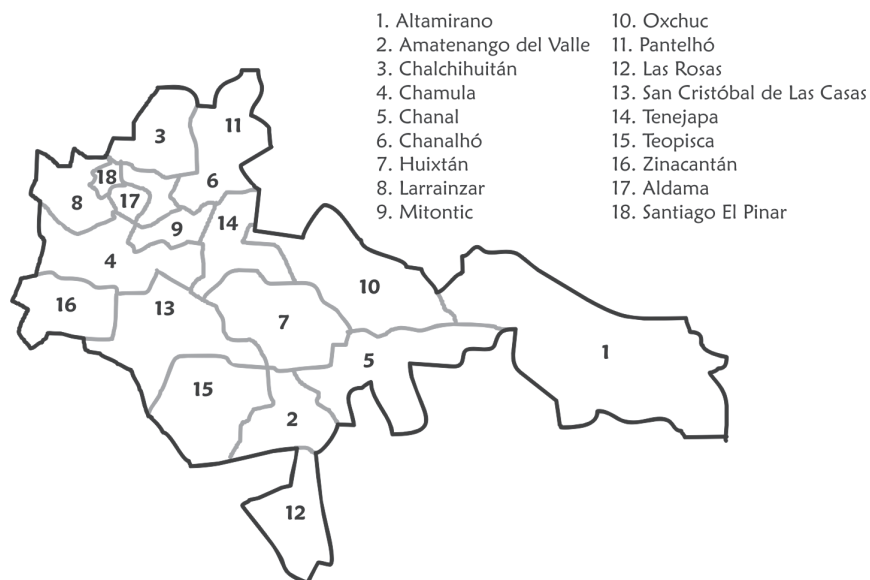 1. Altamirano
2. Amatenango del Valle
3. Chalchihuitán
4. Chamula
5. Chanal
6. Chanalhó
7. Huixtán
8. Larrainzar
9. Mitontic
10. Oxchuc
11. Pantelhó
12. Las Rosas
13. San Cristóbal de Las Casas
14. Tenejapa
15. Teopisca
16. Zinacantán
17. Aldama
18. Santiago El Pinar
11
3
18
6
17
8
14
9
4
10
16
13
7
1
5
15
2
12